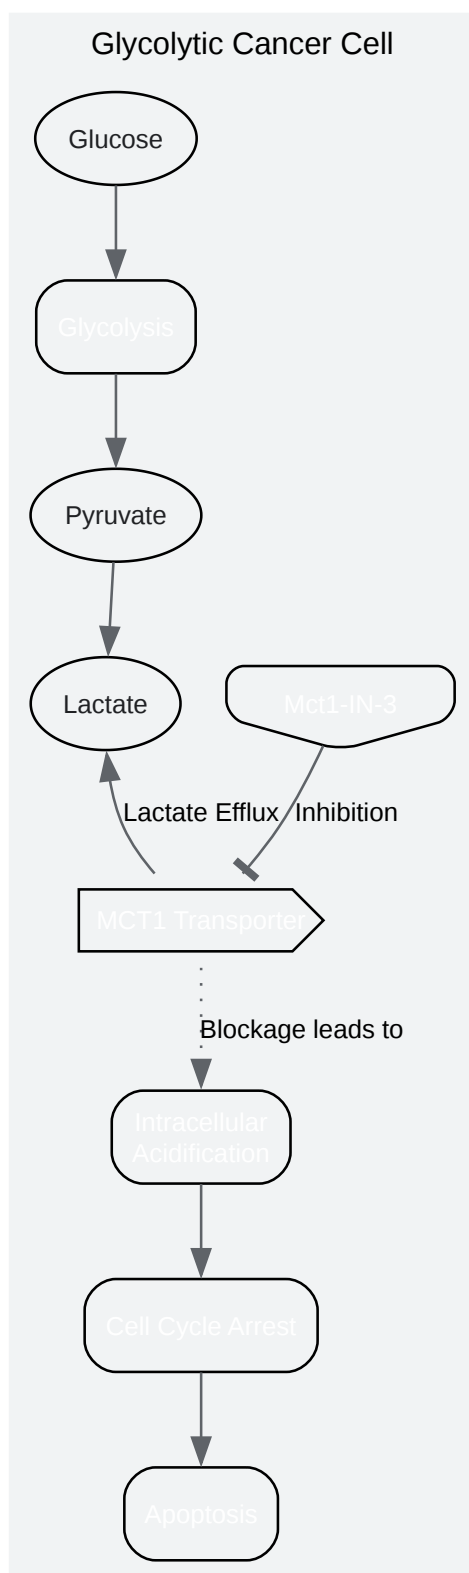 Glycolytic Cancer Cell
Glucose
Glycolysis
Pyruvate
Lactate
Mct1-IN-3
Lactate Efflux
Inhibition
MCT1 Transporter
Blockage leads to
Intracellular
Acidification
Cell Cycle Arrest
Apoptosis